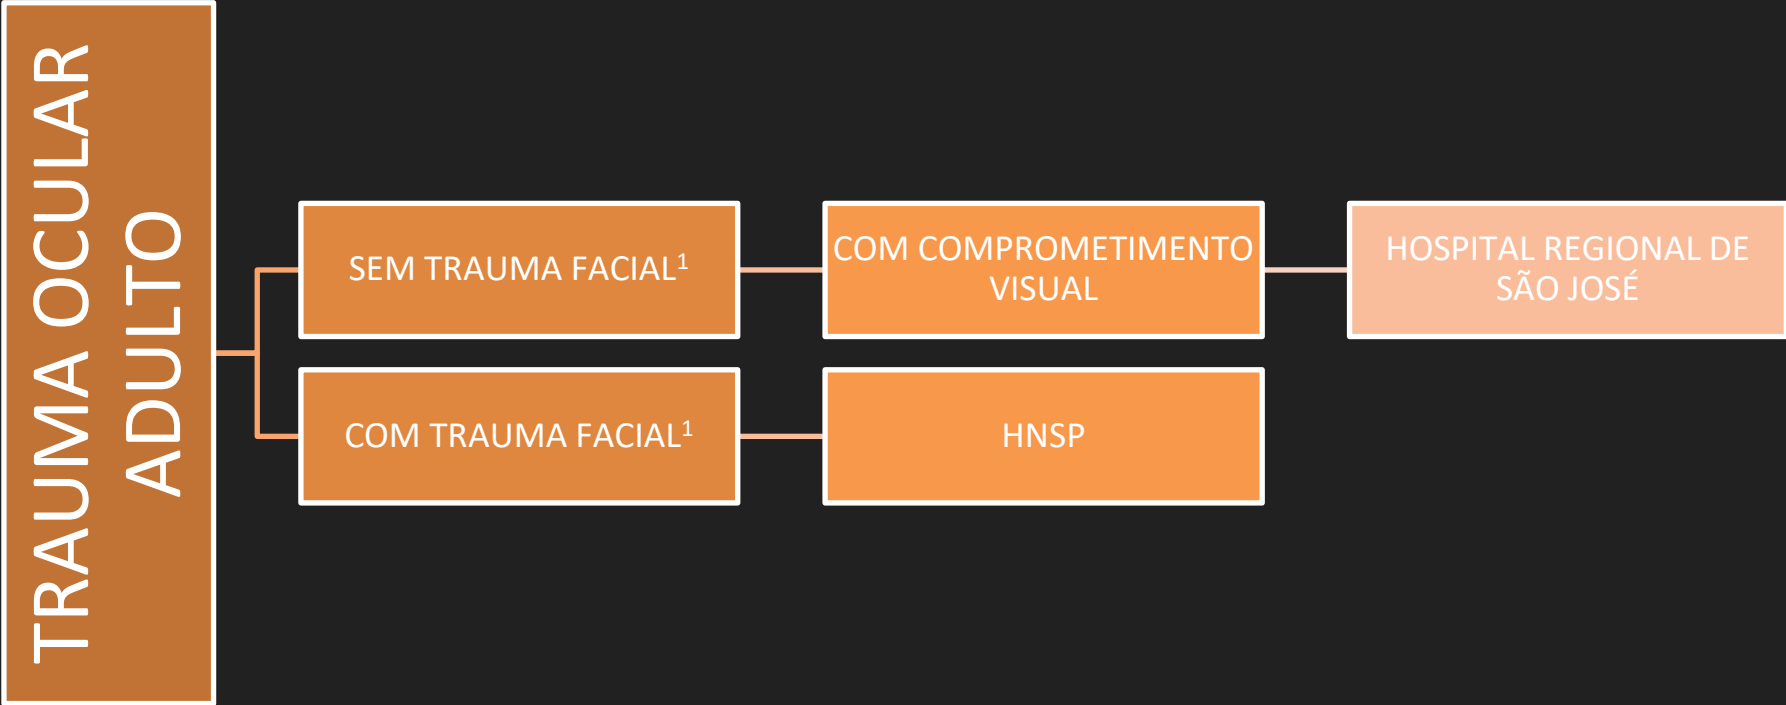 TRAUMA OCULAR
ADULTO
SEM TRAUMA FACIAL¹
COM COMPROMETIMENTO
VISUAL
HOSPITAL REGIONAL DE
SÃO JOSÉ
COM TRAUMA FACIAL¹
HNSP